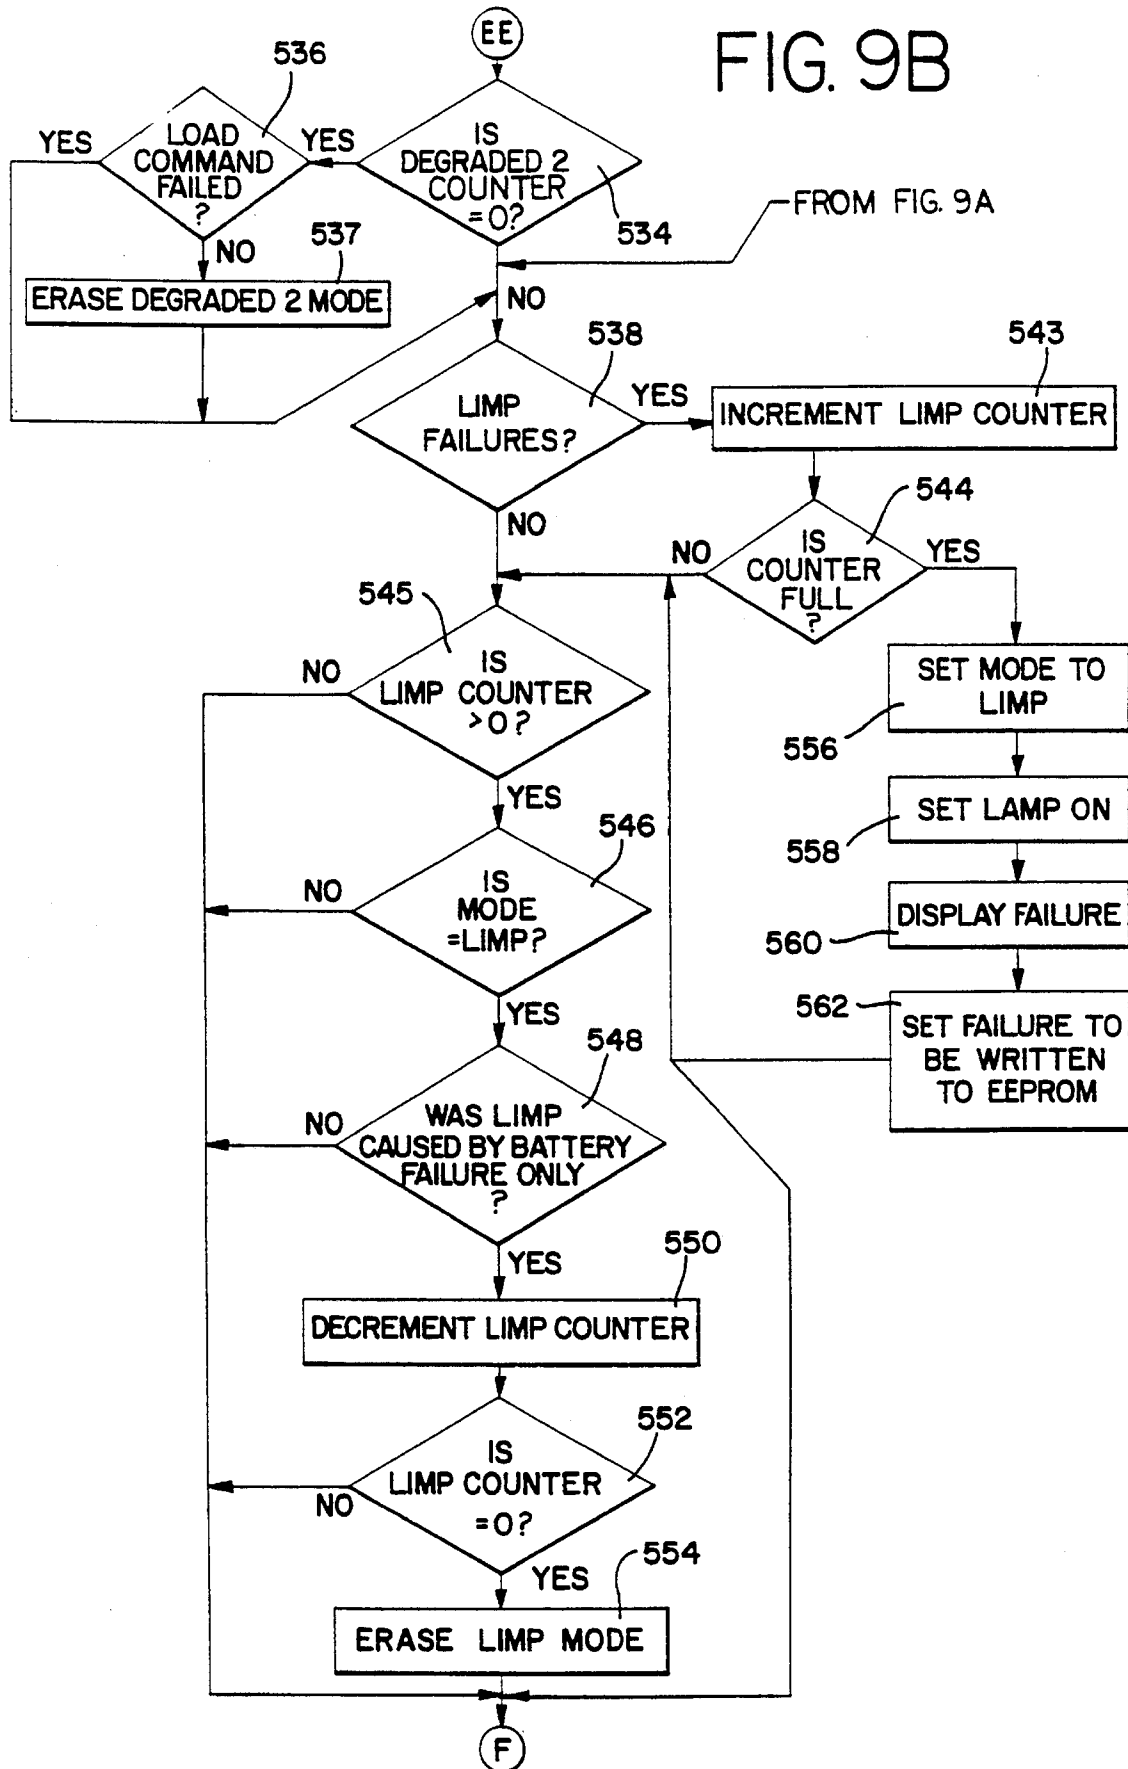 EE
FIG. 9B
536
YES
LOAD
COMMAND
FAILED
?
YES
IS
DEGRADED 2
COUNTER
=0?
534
FROM FIG. 9A
NO
537
ERASE DEGRADED 2 MODE
NO
538
LIMP
FAILURES?
YES
543
INCREMENT LIMP COUNTER
NO
544
IS
COUNTER
FULL
?
NO
YES
545
IS
LIMP COUNTER
>0?
NO
YES
SET MODE TO
LIMP
556
SET LAMP ON
558
546
IS
MODE
=LIMP?
NO
YES
DISPLAY FAILURE
560
562
SET FAILURE TO
BE WRITTEN
TO EEPROM
548
WAS LIMP
CAUSED BY BATTERY
FAILURE ONLY
?
NO
YES
550
DECREMENT LIMP COUNTER
552
IS
LIMP COUNTER
=0?
NO
YES
554
ERASE LIMP MODE
F